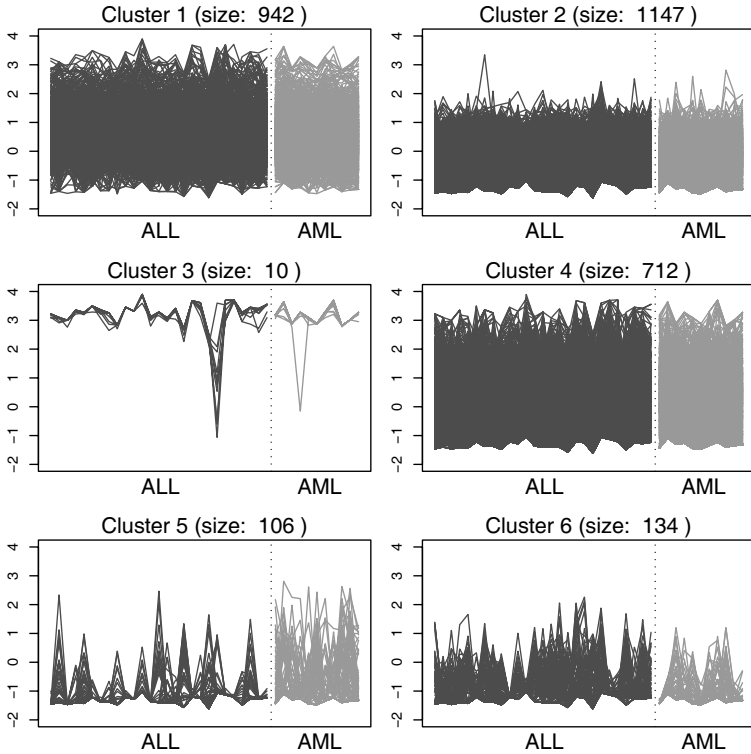 Cluster 1 (size:  942 )
Cluster 2 (size:  1147 )
4
3
2
1
0
−1
−2
4
3
2
1
0
−1
−2
ALL
AML
ALL
AML
Cluster 3 (size:  10 )
Cluster 4 (size:  712 )
4
3
2
1
0
−1
−2
4
3
2
1
0
−1
−2
ALL
AML
ALL
AML
Cluster 5 (size:  106 )
Cluster 6 (size:  134 )
4
3
2
1
0
−1
−2
4
3
2
1
0
−1
−2
ALL
AML
ALL
AML